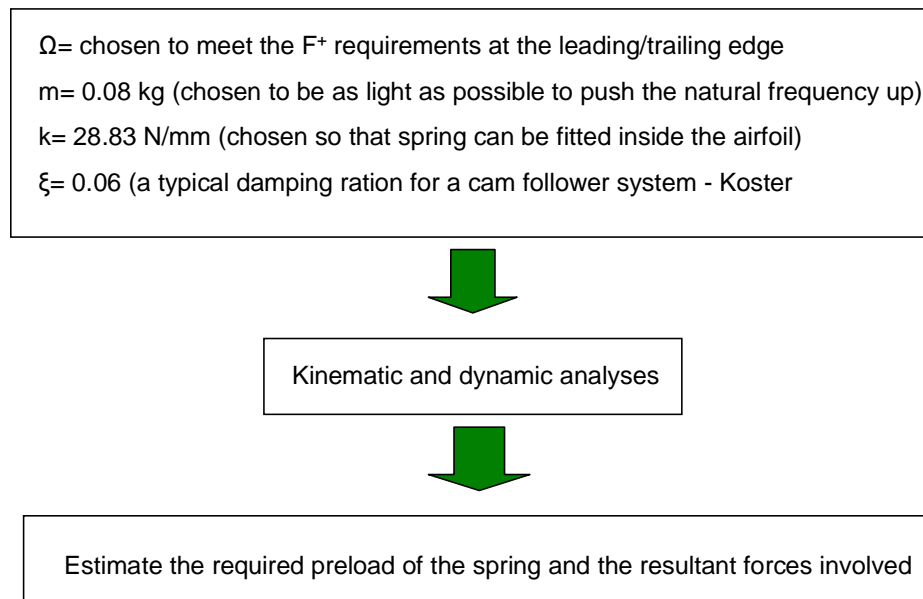 Ω= chosen to meet the F⁺ requirements at the leading/trailing edge
m= 0.08 kg (chosen to be as light as possible to push the natural frequency up)
k= 28.83 N/mm (chosen so that spring can be fitted inside the airfoil)
ξ= 0.06 (a typical damping ration for a cam follower system - Koster
Kinematic and dynamic analyses
Estimate the required preload of the spring and the resultant forces involved